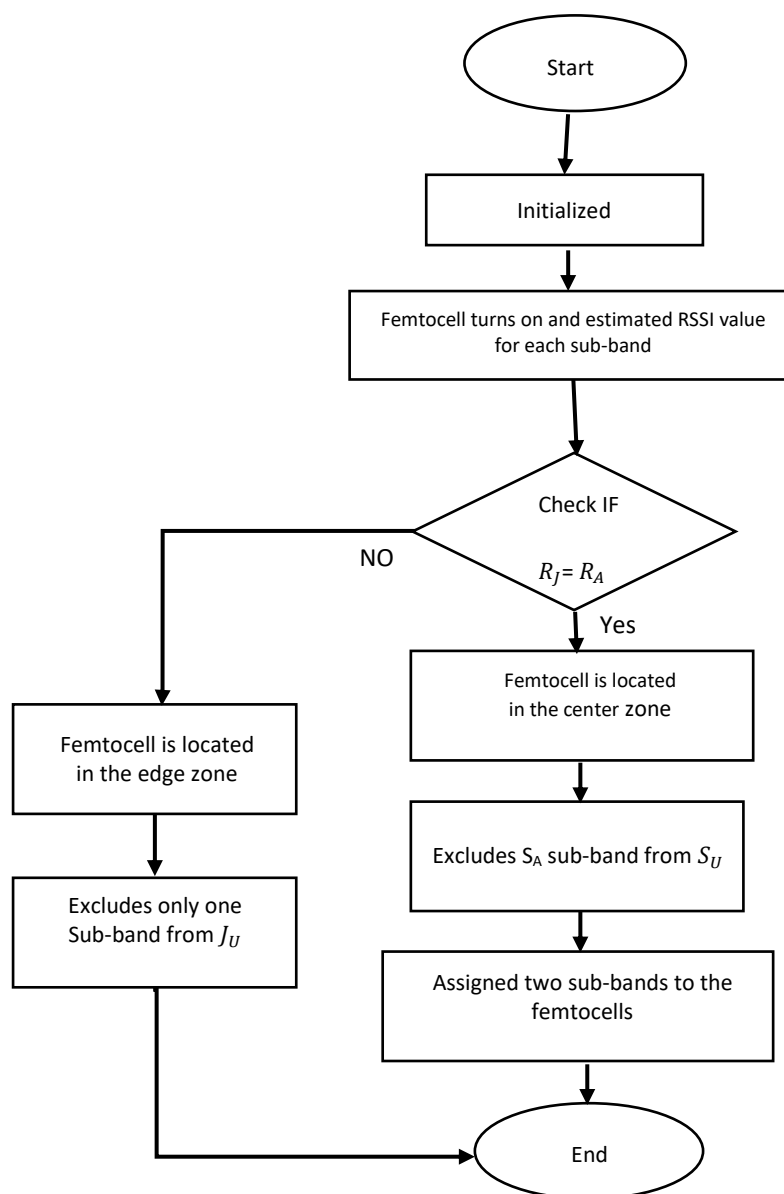 Start
Initialized
Femtocell turns on and estimated RSSI value
for each sub-band
Check IF
R_J= R_A
NO
Yes
Femtocell is located
in the center zone
Femtocell is located
in the edge zone
Excludes S_A sub-band from S_U
Excludes only one
Sub-band from J_U
Assigned two sub-bands to the
femtocells
End